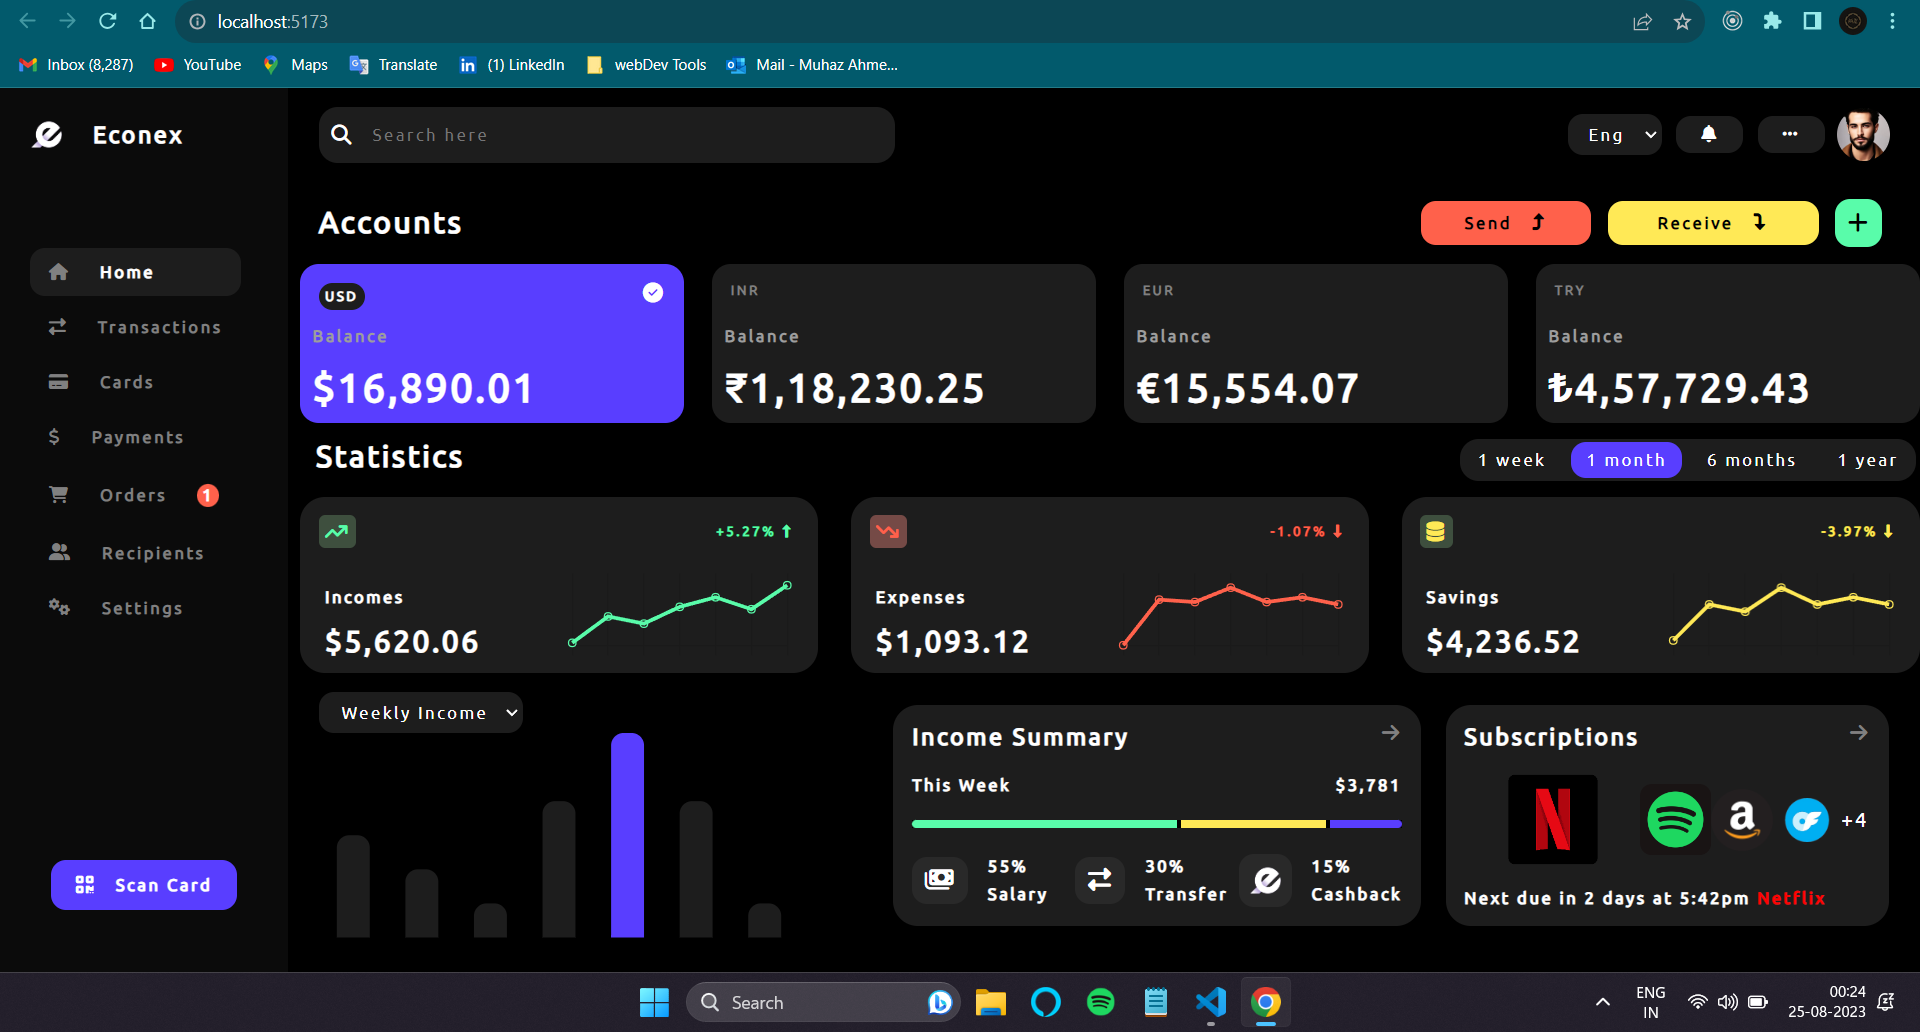 localhost:5173
Inbox (8,287) YouTube Maps Translate (1) LinkedIn webDev Tools Mail - Muhaz Ahme...
Econex
Search here
Eng
Accounts
Send
Receive
Home
Transactions
Cards
Payments
Orders 1
Recipients
Settings
Scan Card
USD
Balance
$16,890.01
INR
Balance
₹1,18,230.25
EUR
Balance
€15,554.07
TRY
Balance
₺4,57,729.43
Statistics
1 week 1 month 6 months 1 year
+5.27%
Incomes
$5,620.06
-1.07%
Expenses
$1,093.12
-3.97%
Savings
$4,236.52
Weekly Income
Income Summary
This Week $3,781
55%
Salary
30%
Transfer
15%
Cashback
Subscriptions
+4
Next due in 2 days at 5:42pm Netflix
Search
ENG
IN
00:24
25-08-2023